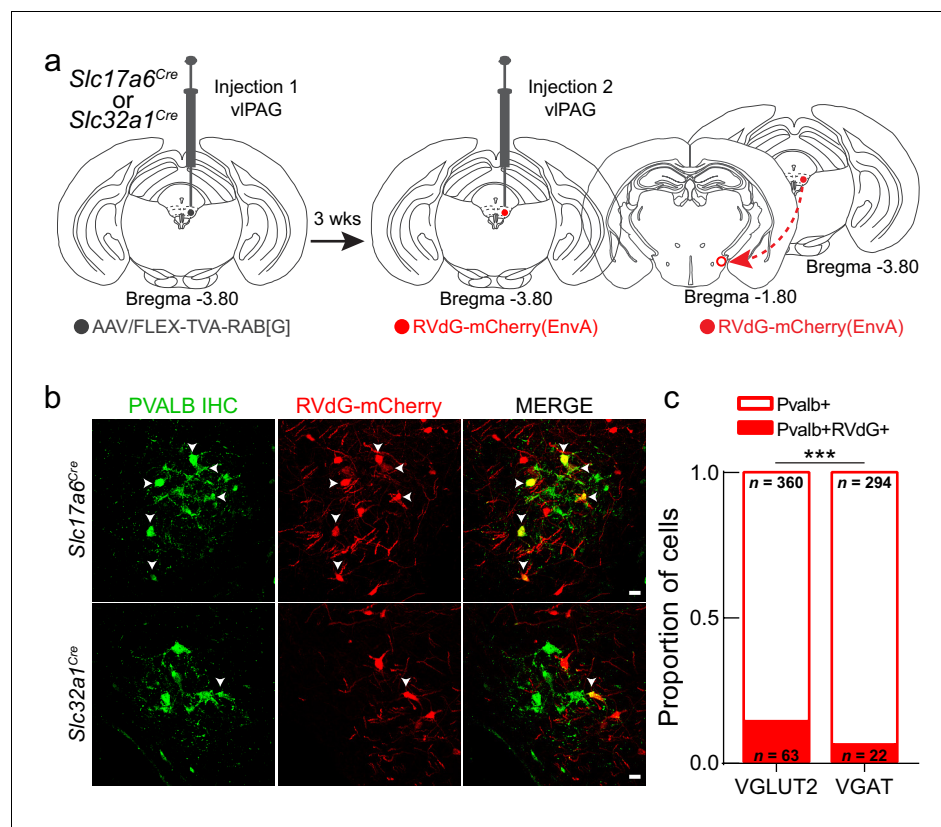 a
Slc17a6Cre
or
Slc32a1Cre
Injection 1
vlPAG
Bregma -3.80
AAV/FLEX-TVA-RAB[G]
3 wks
Injection 2
vlPAG
Bregma -3.80
RVdG-mCherry(EnvA)
Bregma -3.80
Bregma -1.80
RVdG-mCherry(EnvA)
b
PVALB IHC RVdG-mCherry MERGE
Slc17a6Cre
Slc32a1Cre
c
Pvalb+
Pvalb+RVdG+
***
Proportion of cells
1.0
0.5
0.0
n = 360 n = 294
n = 63 n = 22
VGLUT2 VGAT